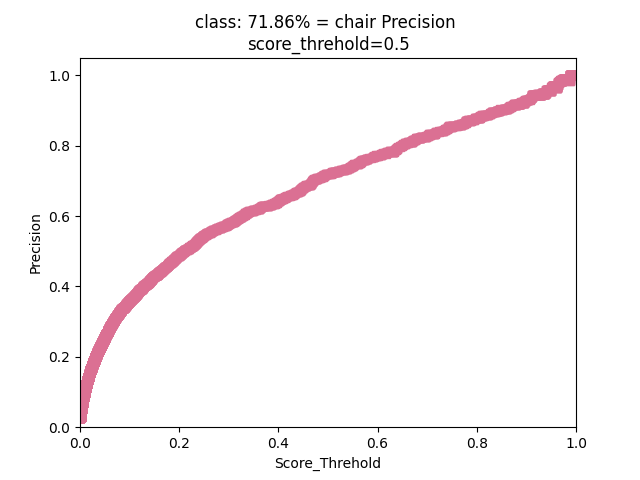 class: 71.86% = chair Precision
score_threhold=0.5
1.0
0.8
0.6
0.4
0.2
0.0
Precision
0.0 0.2 0.4 0.6 0.8 1.0
Score_Threhold